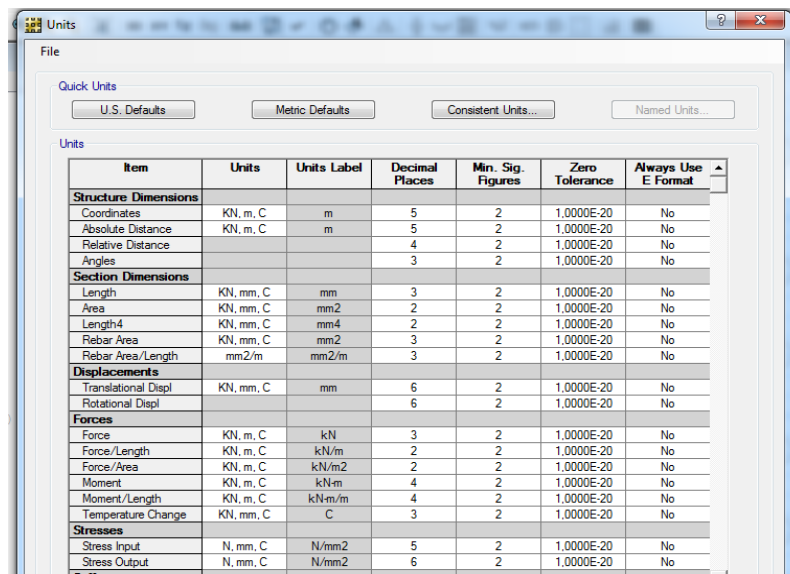 Units
File
Quick Units
U.S. Defaults Metric Defaults Consistent Units... Named Units...
Units
Item Units Units Label Decimal Places Min. Sig. Figures Zero Tolerance Always Use E Format
Structure Dimensions
Coordinates KN, m, C m 5 2 1,0000E-20 No
Absolute Distance KN, m, C m 5 2 1,0000E-20 No
Relative Distance 4 2 1,0000E-20 No
Angles 3 2 1,0000E-20 No
Section Dimensions
Length KN, mm, C mm 3 2 1,0000E-20 No
Area KN, mm, C mm2 2 2 1,0000E-20 No
Length4 KN, mm, C mm4 2 2 1,0000E-20 No
Rebar Area KN, mm, C mm2 3 2 1,0000E-20 No
Rebar Area/Length mm2/m mm2/m 3 2 1,0000E-20 No
Displacements
Translational Displ KN, mm, C mm 6 2 1,0000E-20 No
Rotational Displ 6 2 1,0000E-20 No
Forces
Force KN, m, C kN 3 2 1,0000E-20 No
Force/Length KN, m, C kN/m 2 2 1,0000E-20 No
Force/Area KN, m, C kN/m2 2 2 1,0000E-20 No
Moment KN, m, C kN-m 4 2 1,0000E-20 No
Moment/Length KN, m, C kN-m/m 4 2 1,0000E-20 No
Temperature Change KN, mm, C C 3 2 1,0000E-20 No
Stresses
Stress Input N, mm, C N/mm2 5 2 1,0000E-20 No
Stress Output N, mm, C N/mm2 6 2 1,0000E-20 No